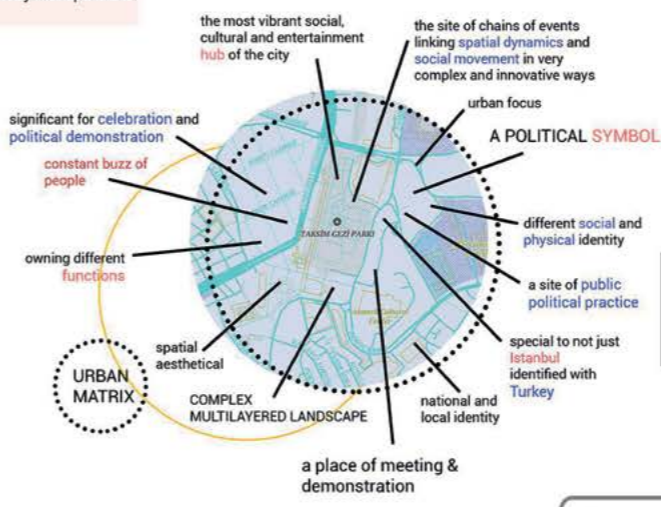 the most vibrant social,
cultural and entertainment
hub of the city
the site of chains of events
linking spatial dynamics and
social movement in very
complex and innovative ways
urban focus
A POLITICAL SYMBOL
significant for celebration and
political demonstration
constant buzz of
people
TAKSİM GEZİ PARKI
different social and
physical identity
owning different
functions
a site of public
political practice
spatial
aesthetical
special to not just
Istanbul
identified with
Turkey
URBAN
MATRIX
COMPLEX
MULTILAYERED LANDSCAPE
national and
local identity
a place of meeting &
demonstration